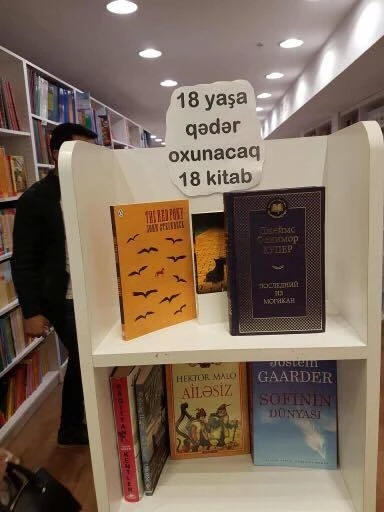 18 yaşa
qədər
oxunacaq
18 kitab
THE RED PONY
JOHN STEINBECK
Джеймс
Фенимор
КУПЕР
ПОСЛЕДНИЙ
ИЗ
МОГИКАН
HEKTOR MALO
AİLƏSİZ
Jostein
GAARDER
SOFİNİN
DÜNYASI